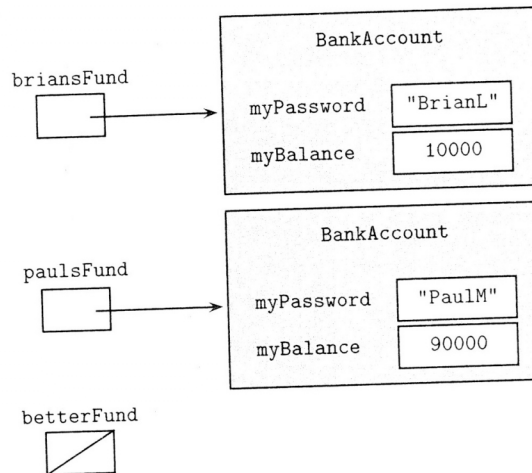 BankAccount
briansFund
myPassword "BrianL"
myBalance 10000
BankAccount
paulsFund
myPassword "PaulM"
myBalance 90000
betterFund